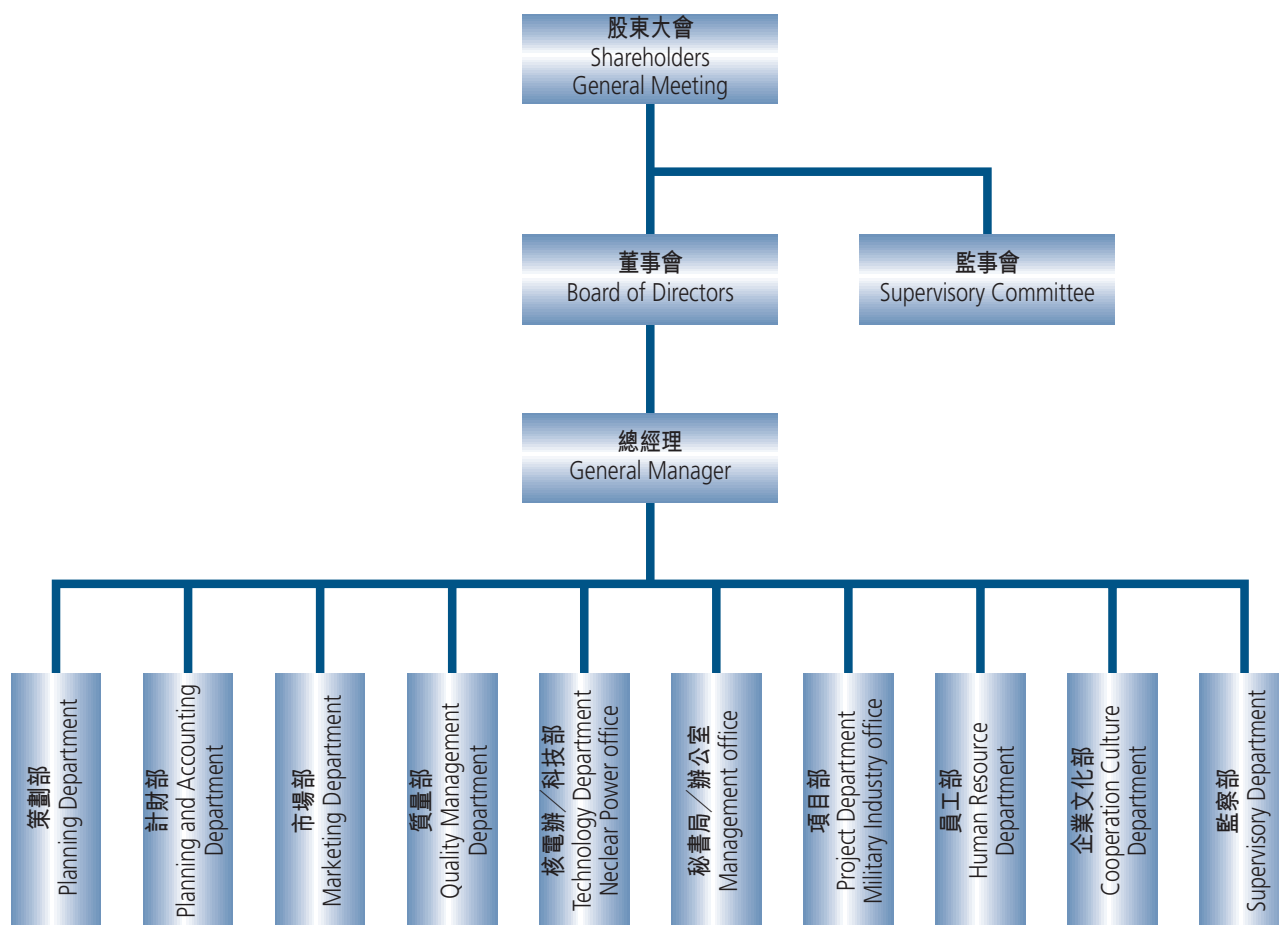 股東大會
Shareholders
General Meeting
董事會
Board of Directors
監事會
Supervisory Committee
總經理
General Manager
策劃部
Planning Department
計財部
Planning and Accounting
Department
市場部
Marketing Department
質量部
Quality Management
Department
核電辦／科技部
Technology Department
Neclear Power office
秘書局／辦公室
Management office
項目部
Project Department
Military Industry office
員工部
Human Resource
Department
企業文化部
Cooperation Culture
Department
監察部
Supervisory Department